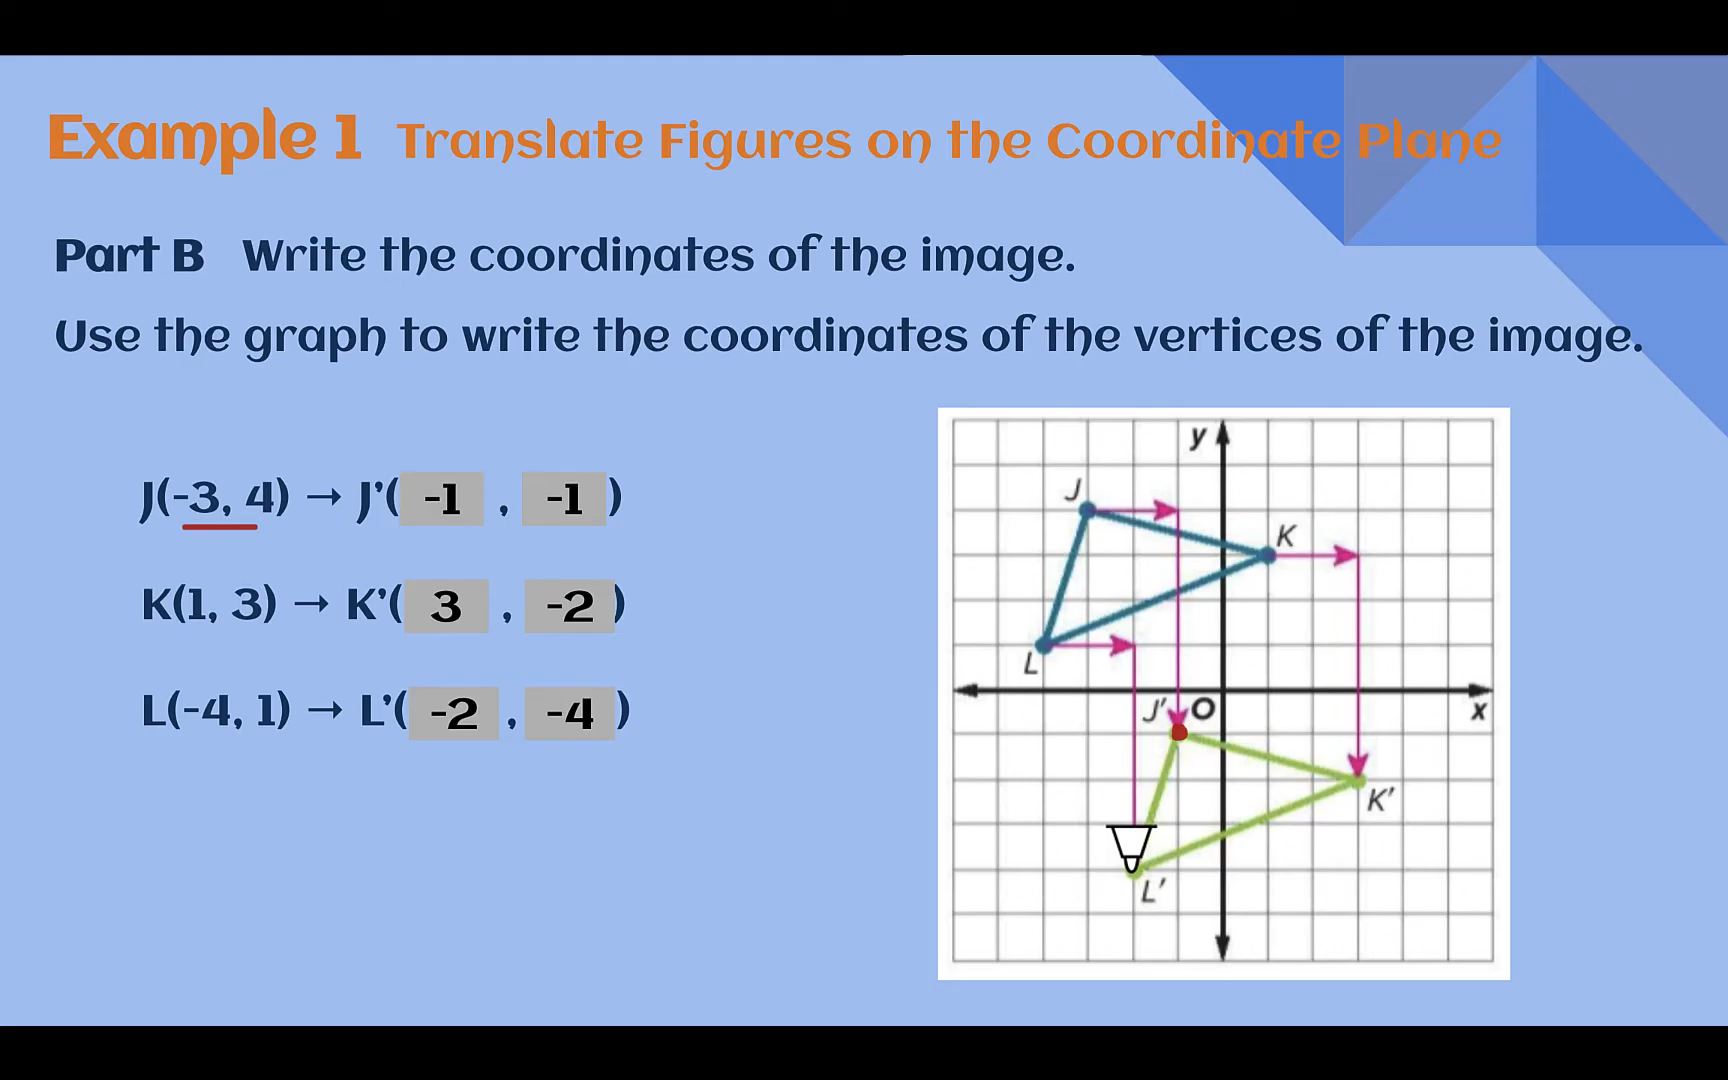 Example 1 Translate Figures on the Coordinate Plane
Part B Write the coordinates of the image.
Use the graph to write the coordinates of the vertices of the image.
J(-3, 4) → J’( -1 , -1 )
K(1, 3) → K’( 3 , -2 )
L(-4, 1) → L’( -2 , -4 )
y
J
K
L
J′ O
x
K′
L′